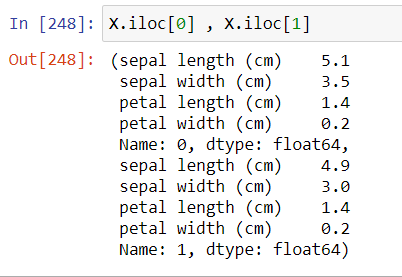 In [248]: X.iloc[0] , X.iloc[1]
Out[248]: (sepal length (cm)    5.1
 sepal width (cm)     3.5
 petal length (cm)    1.4
 petal width (cm)     0.2
 Name: 0, dtype: float64,
 sepal length (cm)    4.9
 sepal width (cm)     3.0
 petal length (cm)    1.4
 petal width (cm)     0.2
 Name: 1, dtype: float64)